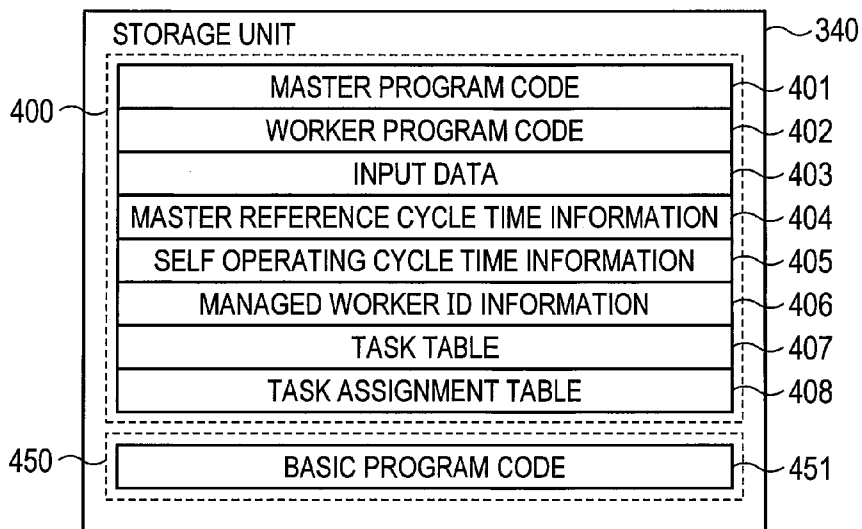 STORAGE UNIT
340
400
MASTER PROGRAM CODE 401
WORKER PROGRAM CODE 402
INPUT DATA 403
MASTER REFERENCE CYCLE TIME INFORMATION 404
SELF OPERATING CYCLE TIME INFORMATION 405
MANAGED WORKER ID INFORMATION 406
TASK TABLE 407
TASK ASSIGNMENT TABLE 408
450
BASIC PROGRAM CODE 451